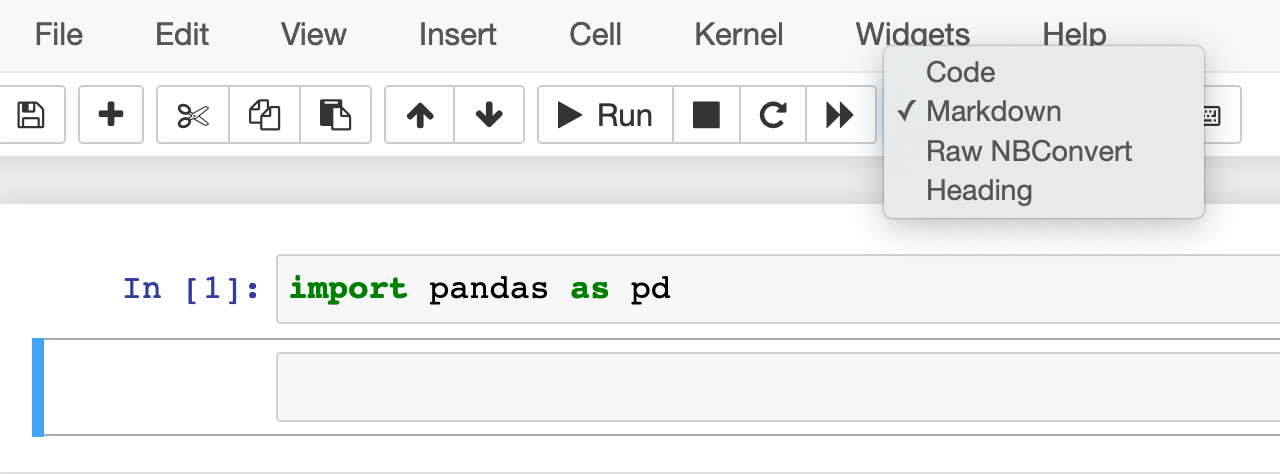 File Edit View Insert Cell Kernel Widgets Help
Code
Run
✓ Markdown
Raw NBConvert
Heading
In [1]: import pandas as pd